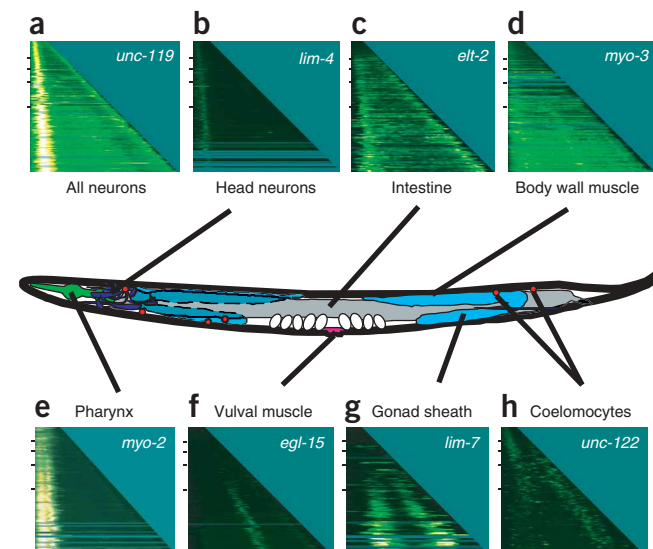 a b c d
unc-119 lim-4 elt-2 myo-3
All neurons Head neurons Intestine Body wall muscle
e Pharynx f Vulval muscle g Gonad sheath h Coelomocytes
myo-2 egl-15 lim-7 unc-122